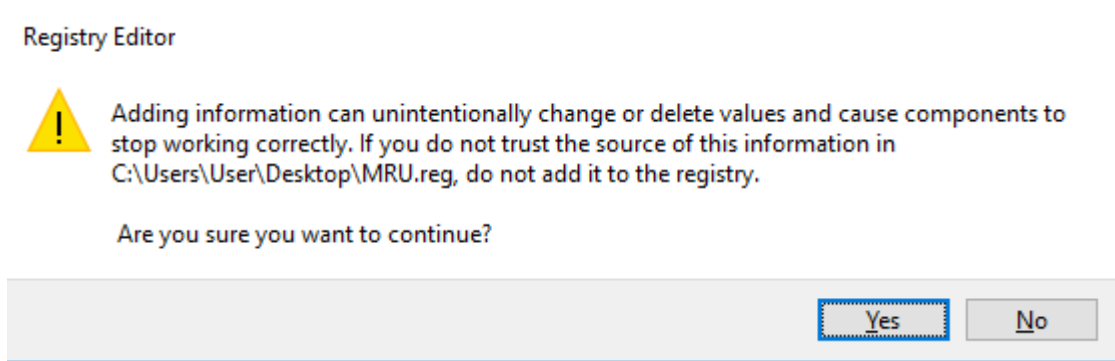 Registry Editor
Adding information can unintentionally change or delete values and cause components to
stop working correctly. If you do not trust the source of this information in
C:\Users\User\Desktop\MRU.reg, do not add it to the registry.
Are you sure you want to continue?
Yes No